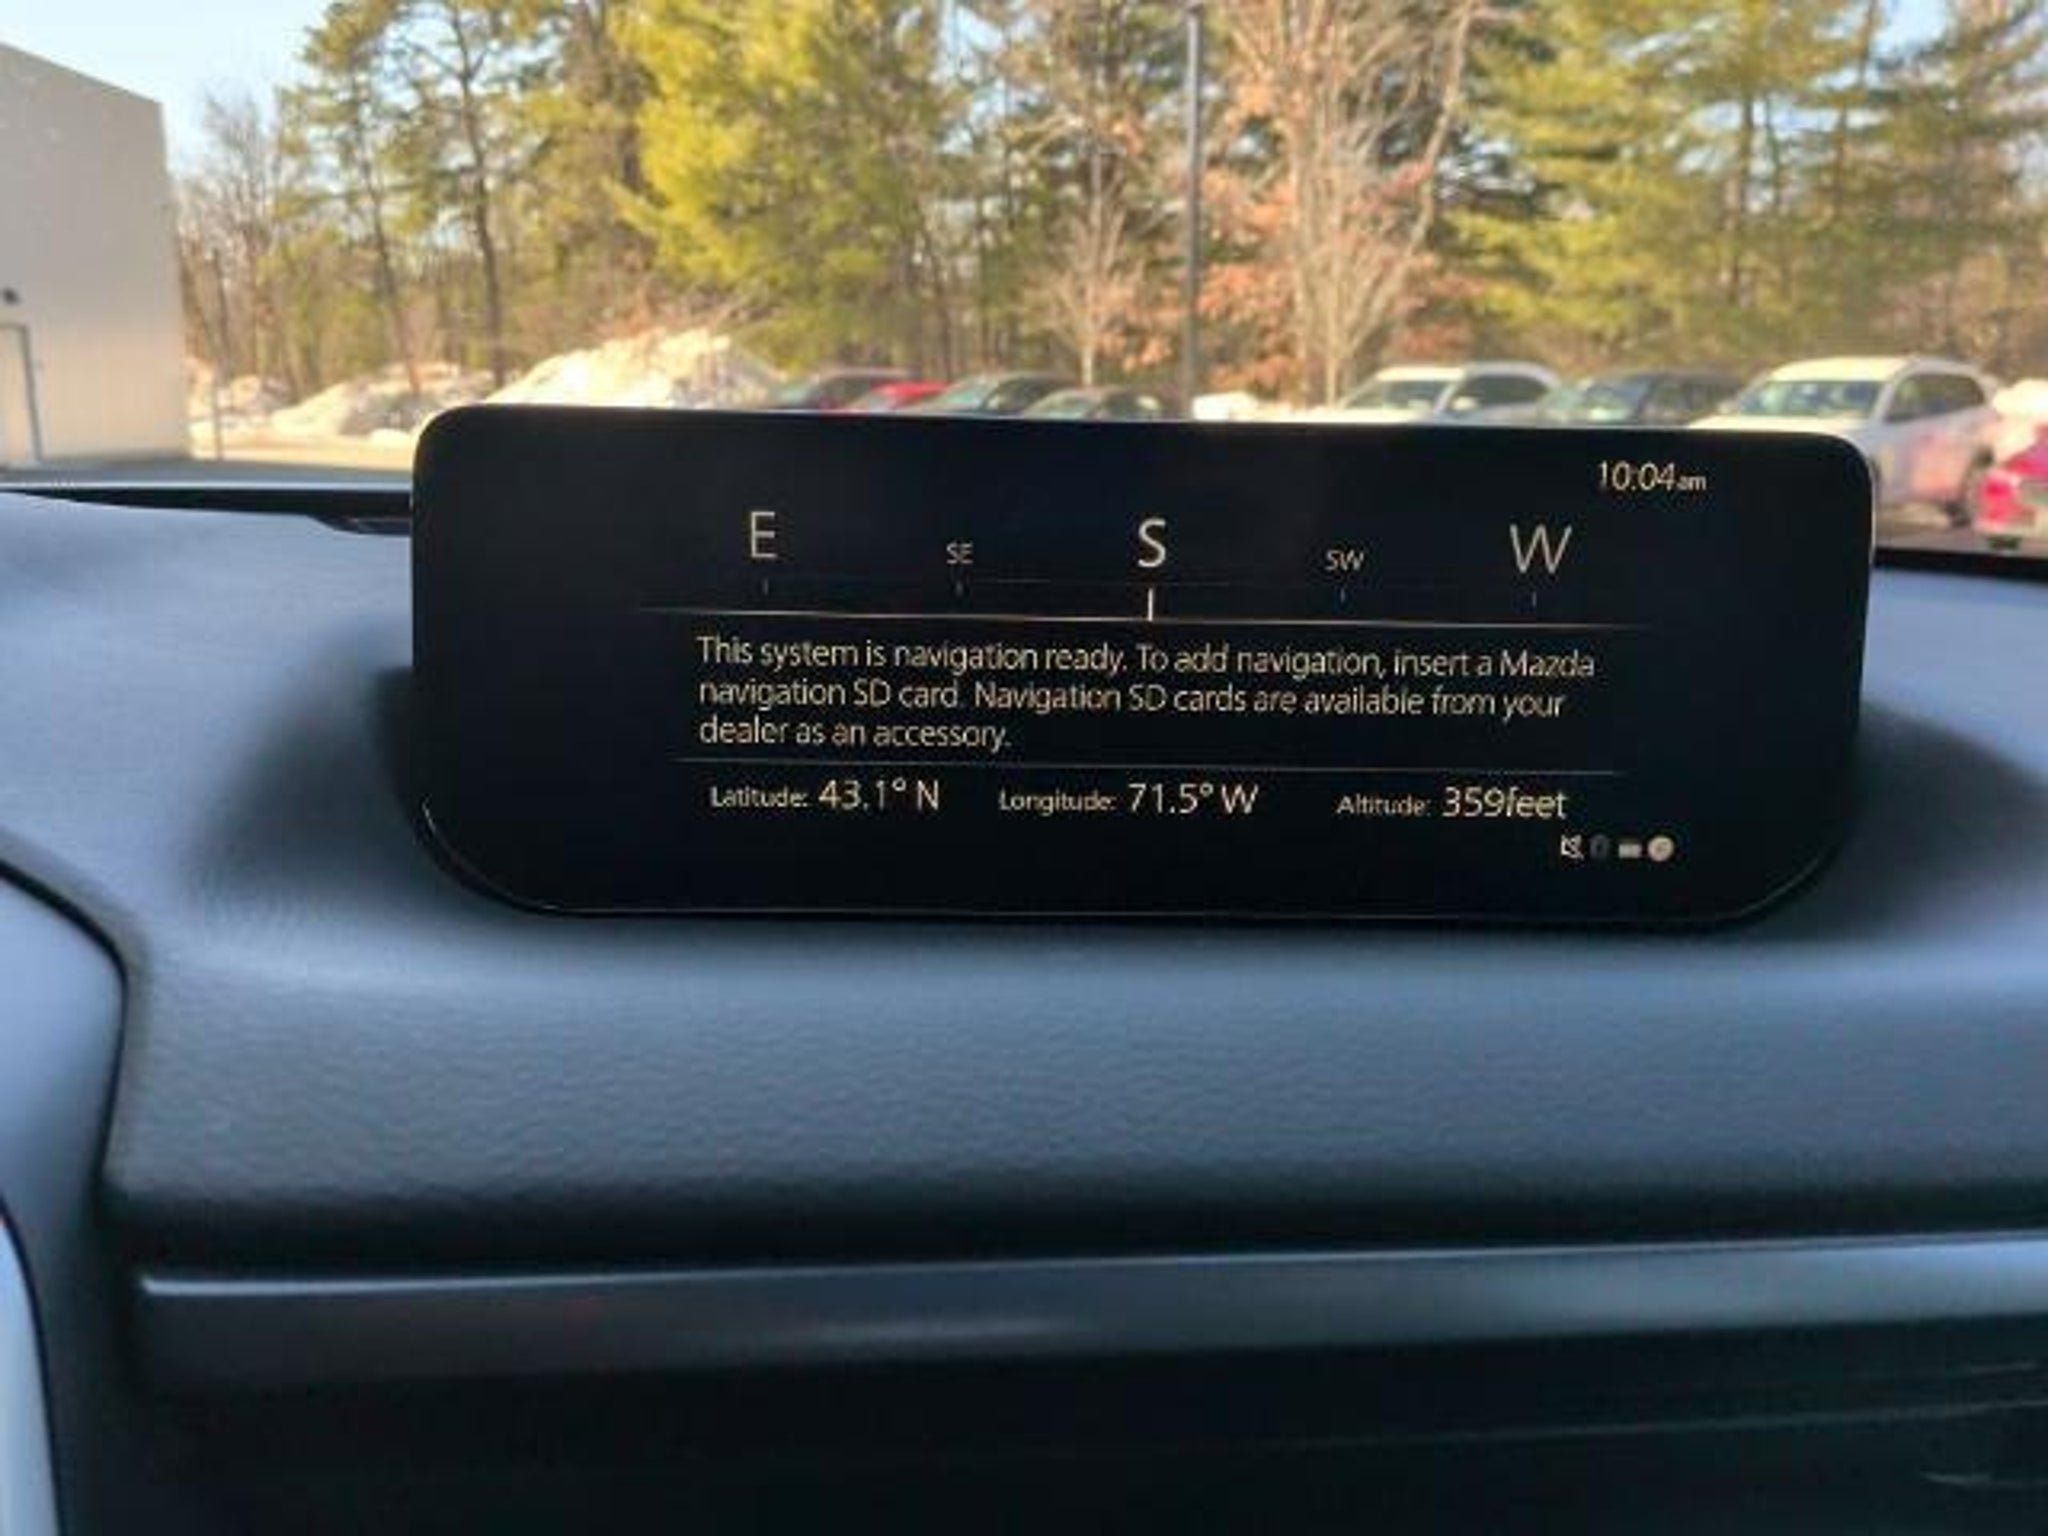 10:04am
E SE S SW W
This system is navigation ready. To add navigation, insert a Mazda
navigation SD card. Navigation SD cards are available from your
dealer as an accessory.
Latitude: 43.1° N Longitude: 71.5° W Altitude: 359feet